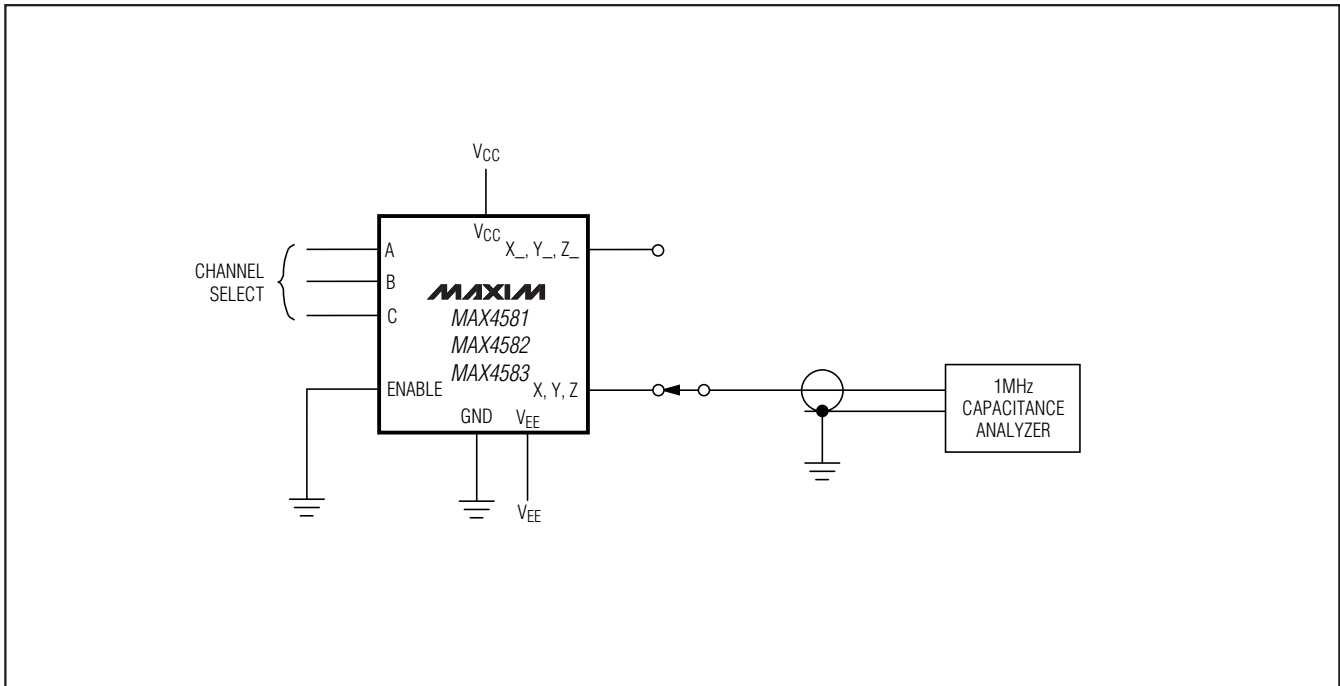 VCC
VCC
A
X_, Y_, Z_
CHANNEL
SELECT
B
C
MAXIM
MAX4581
MAX4582
MAX4583
ENABLE
X, Y, Z
GND
VEE
VEE
1MHz
CAPACITANCE
ANALYZER